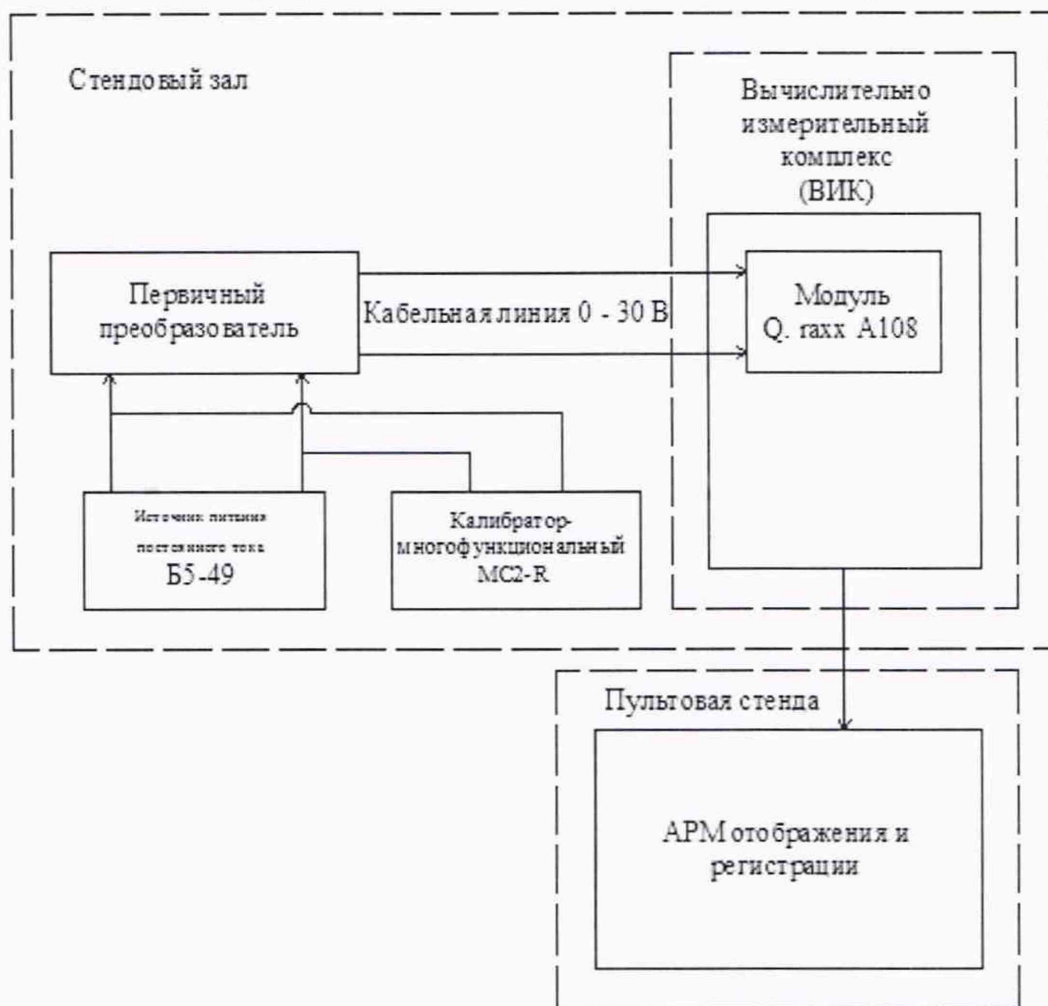 Стендовый зал
Вычислительно
измерительный
комплекс
(ВИК)
Первичный
преобразователь
Кабельная линия 0 - 30 В
Модуль
Q. raxx A108
Источник питания
постоянного тока
Б5-49
Калибратор-
многофункциональный
MC2-R
Пультовая стенда
АРМ отображения и
регистрации